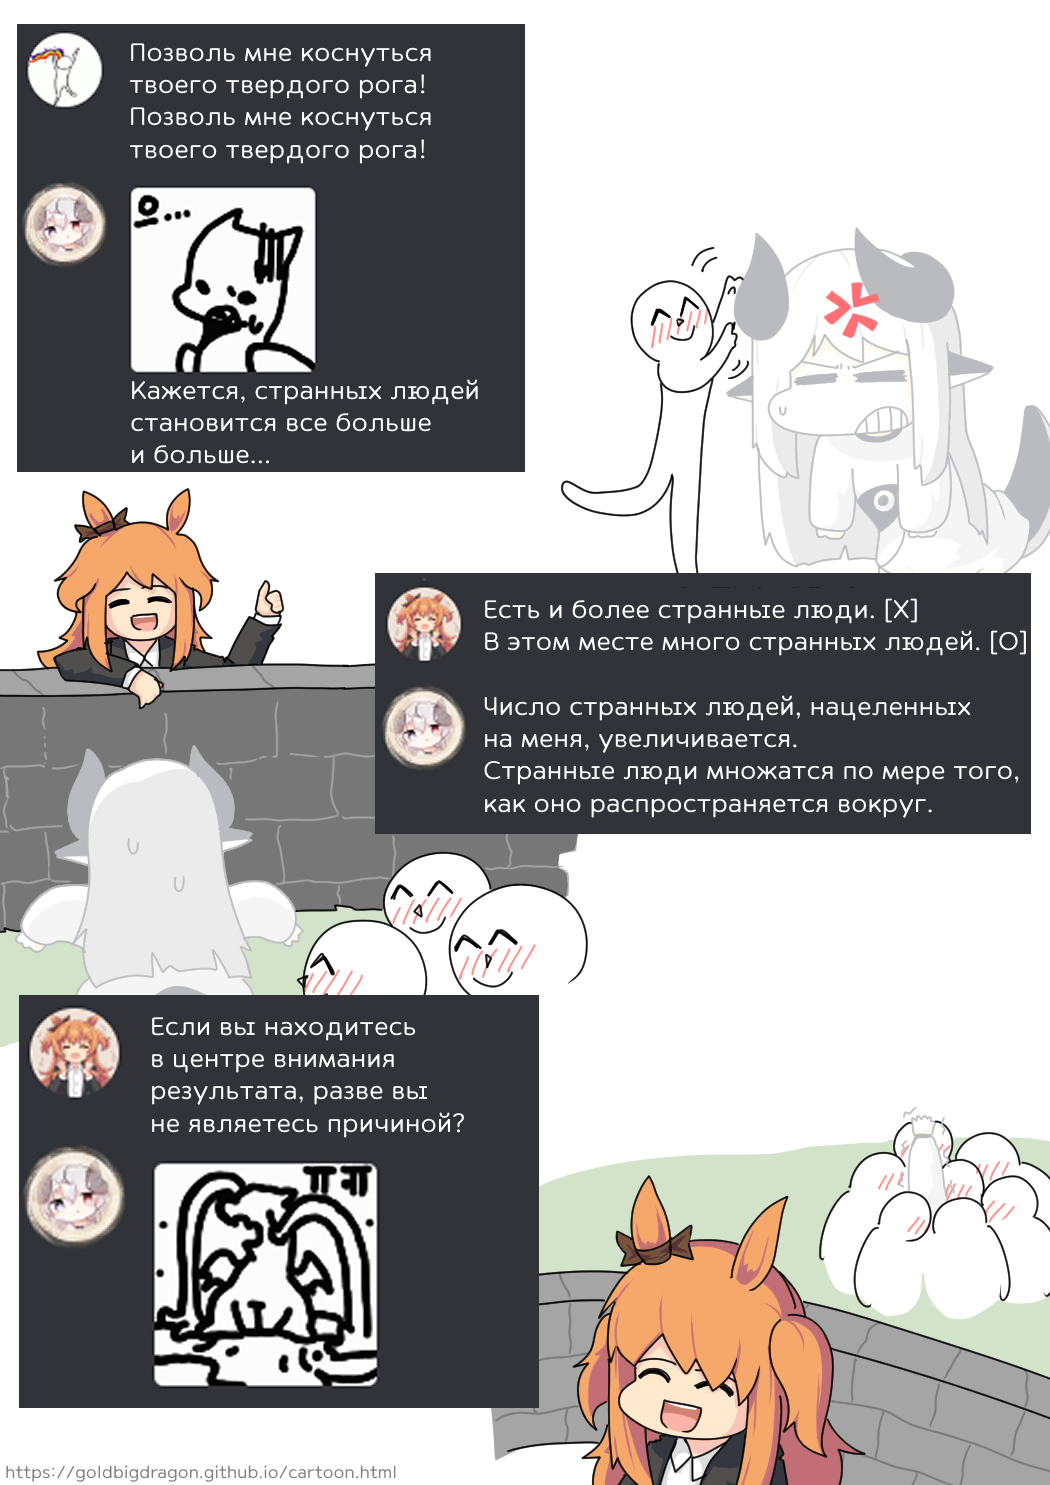 Позволь мне коснуться
твоего твердого рога!
Позволь мне коснуться
твоего твердого рога!
으...
Кажется, странных людей
становится все больше
и больше...
Есть и более странные люди. [X]
В этом месте много странных людей. [O]
Число странных людей, нацеленных
на меня, увеличивается.
Странные люди множатся по мере того,
как оно распространяется вокруг.
Если вы находитесь
в центре внимания
результата, разве вы
не являетесь причиной?
ㅠㅠ
https://goldbigdragon.github.io/cartoon.html